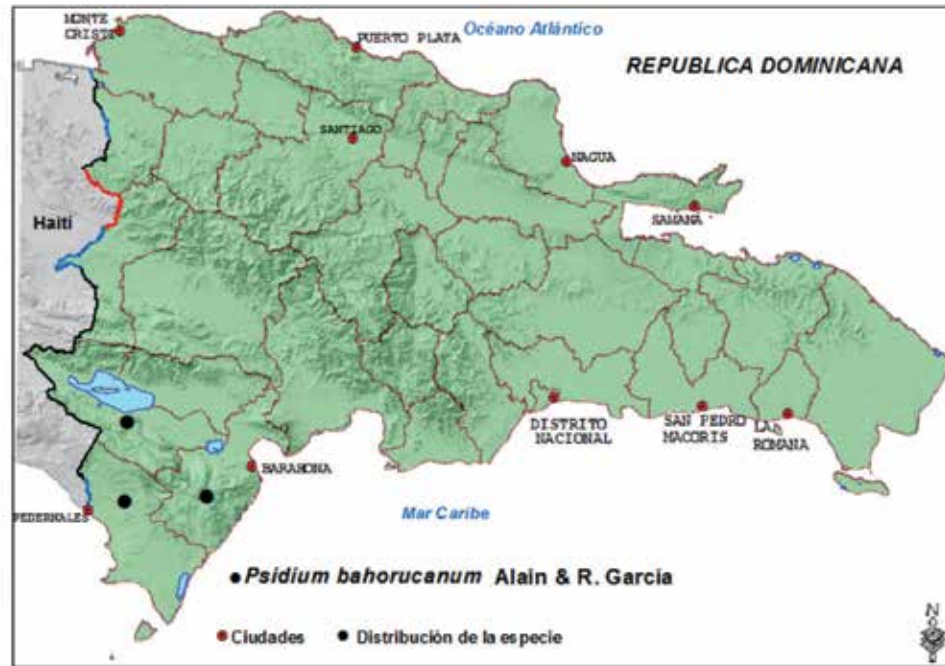 MONTE
CRISTI
PUERTO PLATA
Océano Atlántico
REPUBLICA DOMINICANA
SANTIAGO
NAGUA
SAMANA
Haití
DISTRITO
NACIONAL
SAN PEDRO
MACORIS
LA
ROMANA
BARAHONA
PEDERNALES
Mar Caribe
Psidium bahorucanum Alain & R. García
Ciudades
Distribución de la especie
N